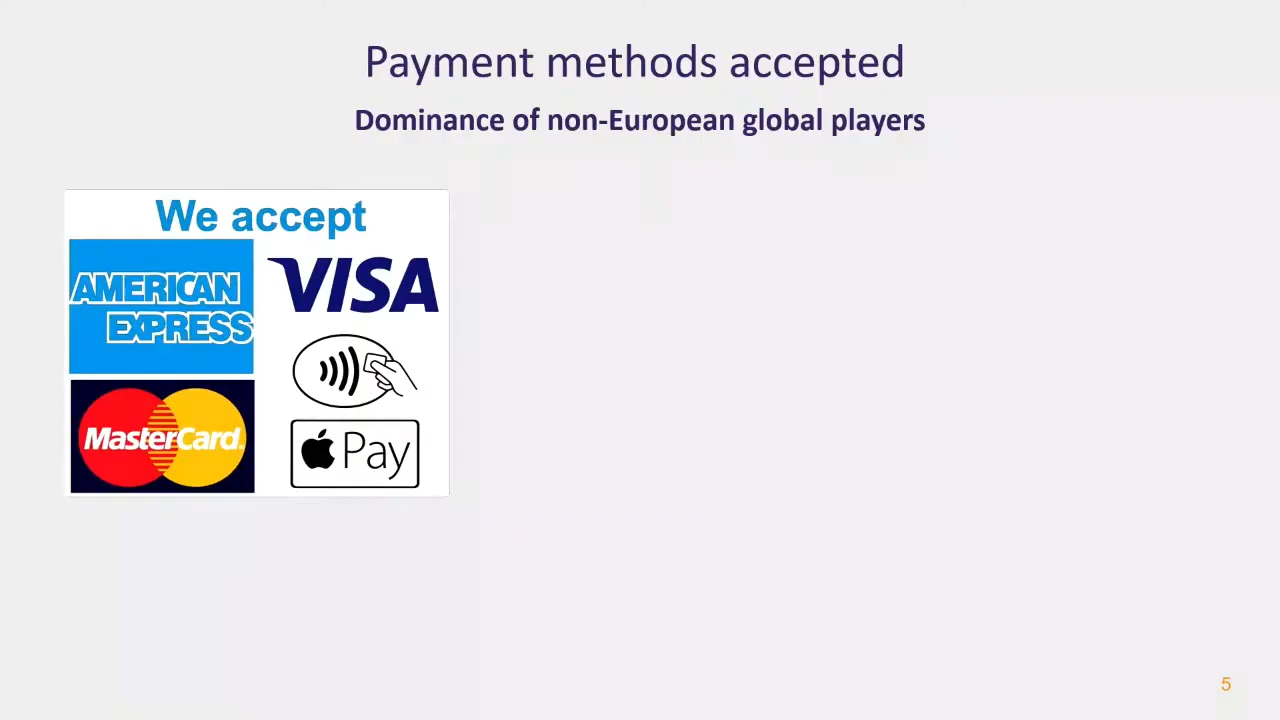 Payment methods accepted
Dominance of non-European global players
We accept
AMERICAN
EXPRESS
VISA
MasterCard
Pay
5